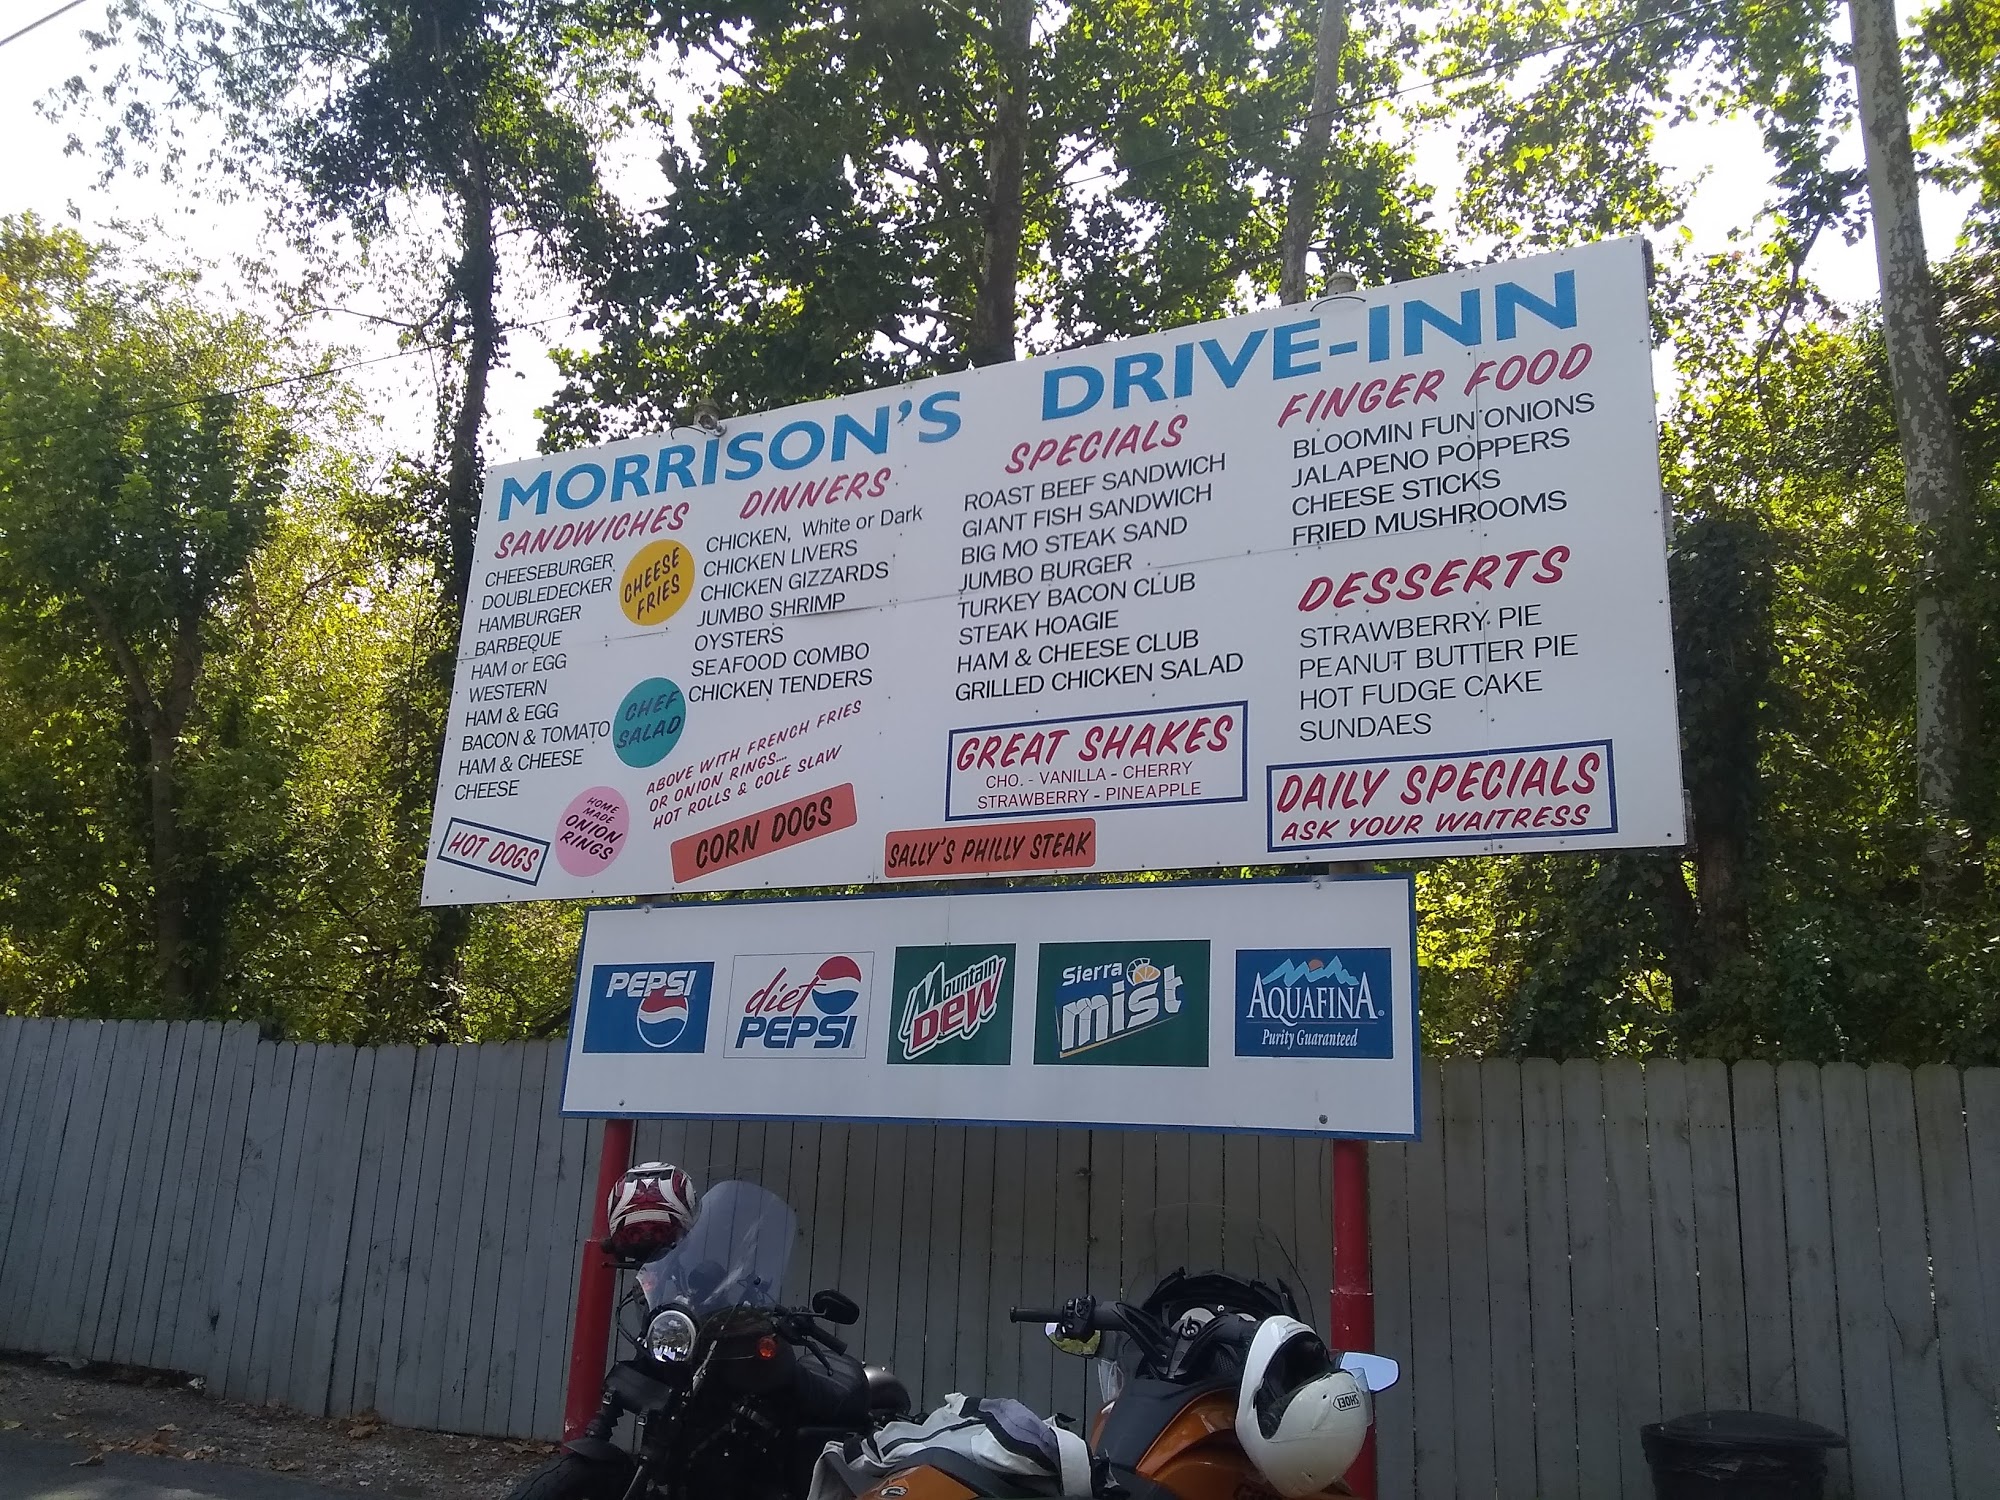 MORRISON'S DRIVE-INN
SANDWICHES
CHEESEBURGER
DOUBLEDECKER
HAMBURGER
BARBEQUE
HAM or EGG
WESTERN
HAM & EGG
BACON & TOMATO
HAM & CHEESE
CHEESE
HOT DOGS
CHEESE
FRIES
CHEF
SALAD
HOME
MADE
ONION
RINGS
DINNERS
CHICKEN, White or Dark
CHICKEN LIVERS
CHICKEN GIZZARDS
JUMBO SHRIMP
OYSTERS
SEAFOOD COMBO
CHICKEN TENDERS
ABOVE WITH FRENCH FRIES
OR ONION RINGS...
HOT ROLLS & COLE SLAW
CORN DOGS
SPECIALS
ROAST BEEF SANDWICH
GIANT FISH SANDWICH
BIG MO STEAK SAND
JUMBO BURGER
TURKEY BACON CLUB
STEAK HOAGIE
HAM & CHEESE CLUB
GRILLED CHICKEN SALAD
GREAT SHAKES
CHO. - VANILLA - CHERRY
STRAWBERRY - PINEAPPLE
SALLY'S PHILLY STEAK
FINGER FOOD
BLOOMIN FUN ONIONS
JALAPENO POPPERS
CHEESE STICKS
FRIED MUSHROOMS
DESSERTS
STRAWBERRY PIE
PEANUT BUTTER PIE
HOT FUDGE CAKE
SUNDAES
DAILY SPECIALS
ASK YOUR WAITRESS
PEPSI
diet
PEPSI
Mountain
DEW
Sierra
mist
AQUAFINA®
Purity Guaranteed
SHOEI